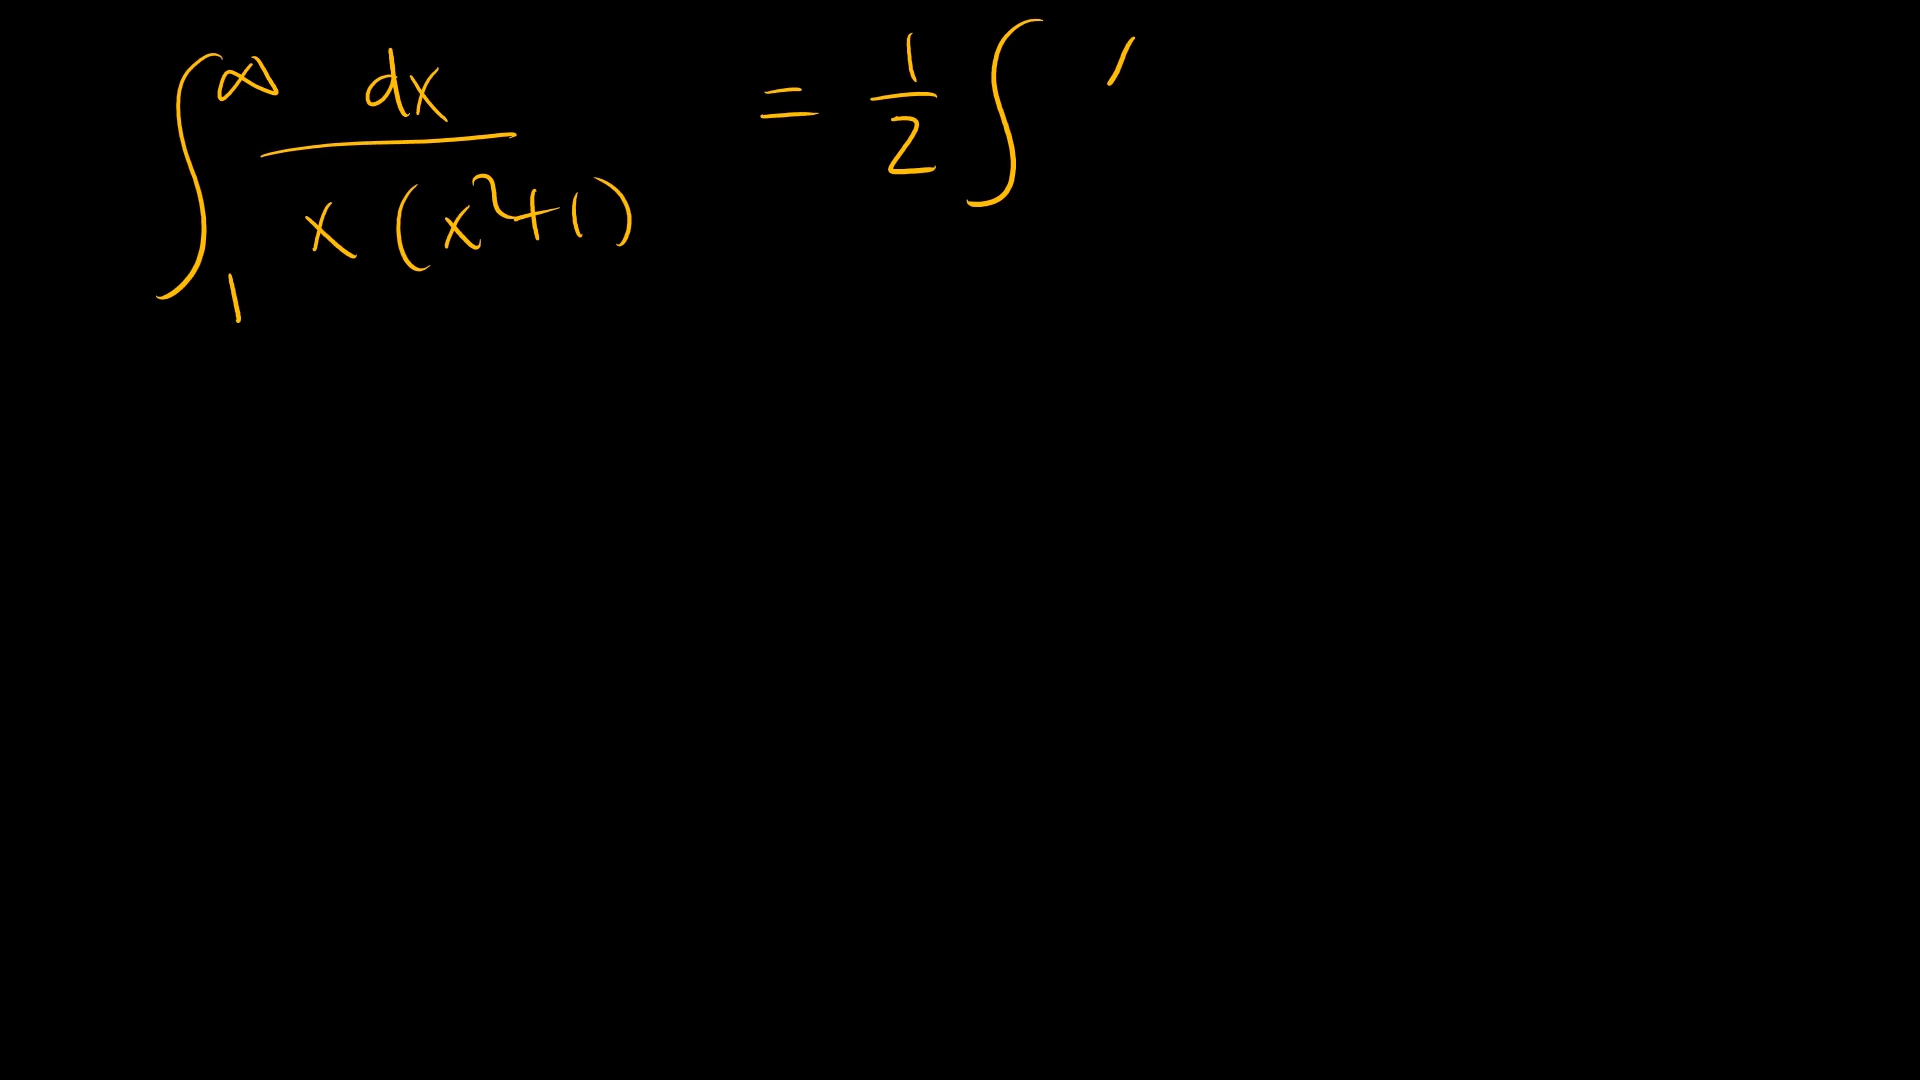 ∫₁^∞ dx / x(x²+1) = 1/2 ∫